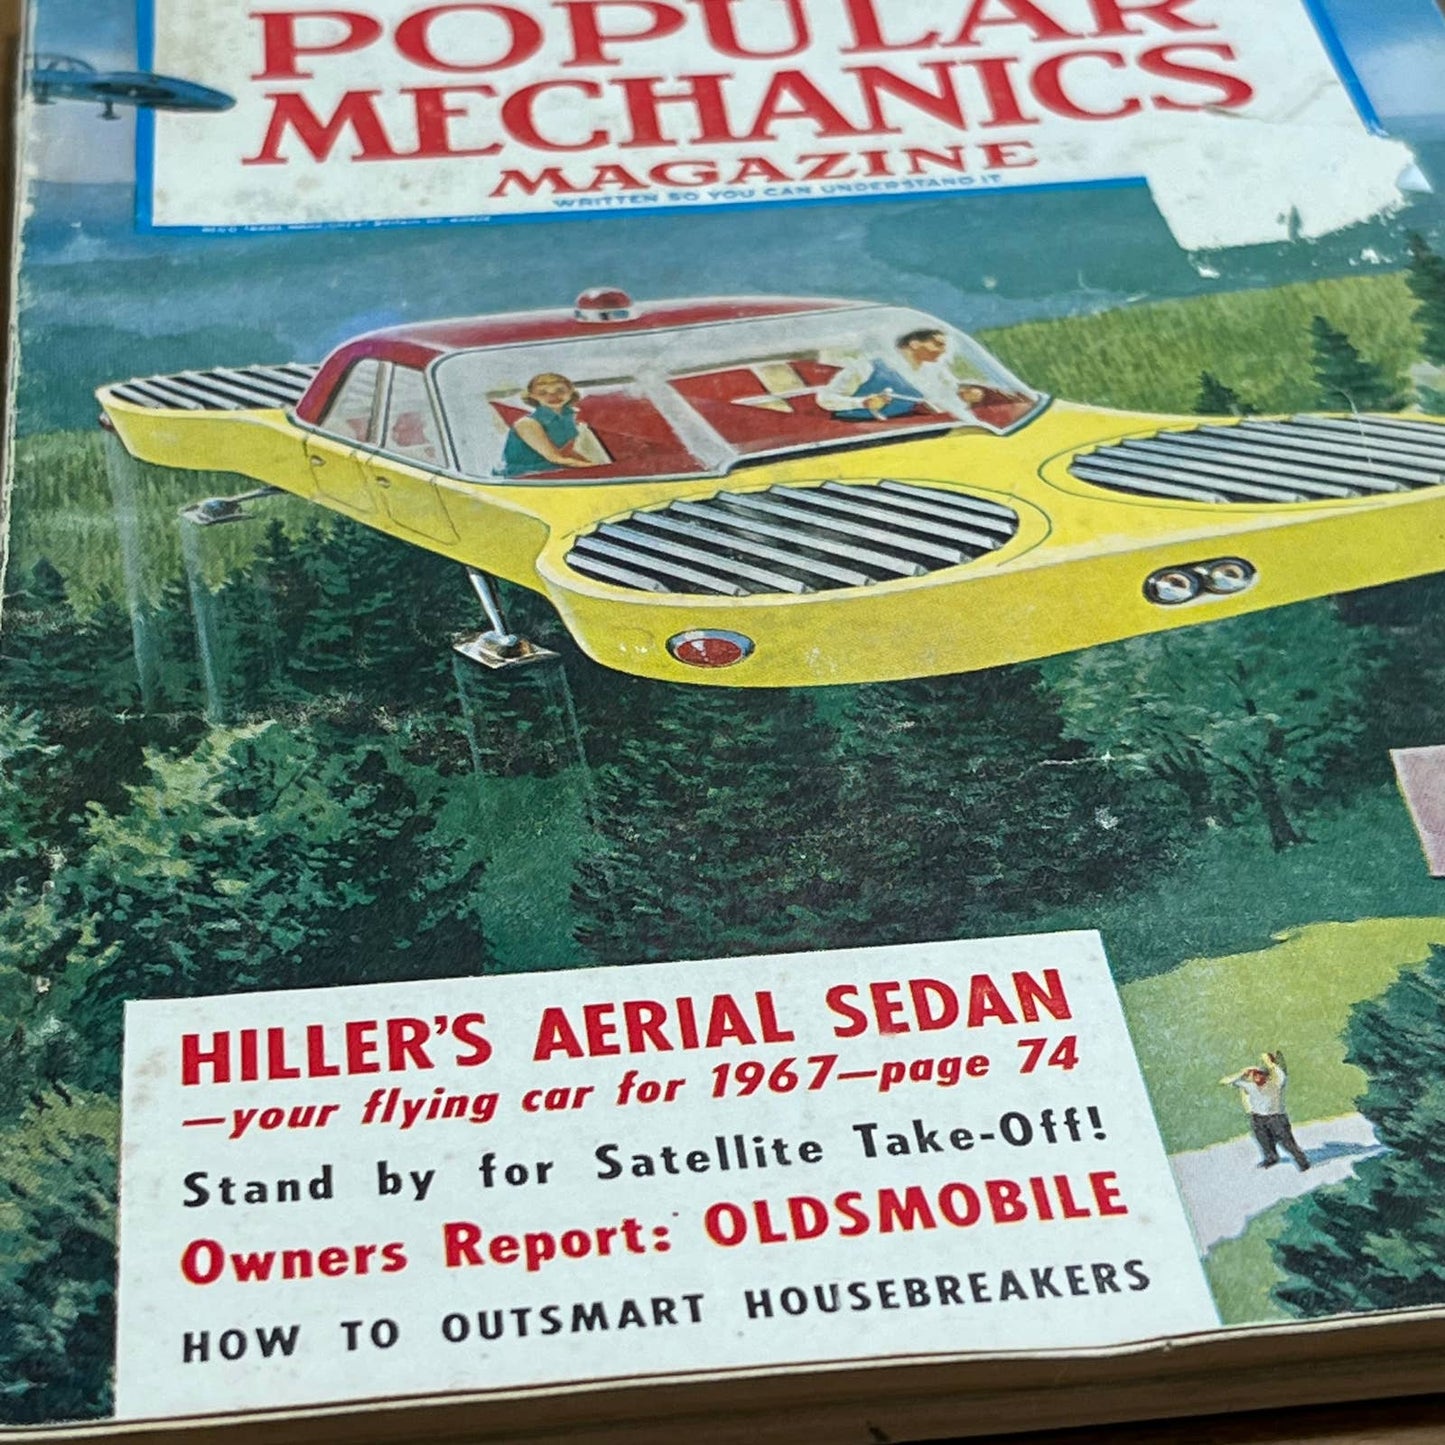 POPULAR
MECHANICS
MAGAZINE
WRITTEN SO YOU CAN UNDERSTAND IT
HILLER'S AERIAL SEDAN
—your flying car for 1967—page 74
Stand by for Satellite Take-Off!
Owners Report: OLDSMOBILE
HOW TO OUTSMART HOUSEBREAKERS